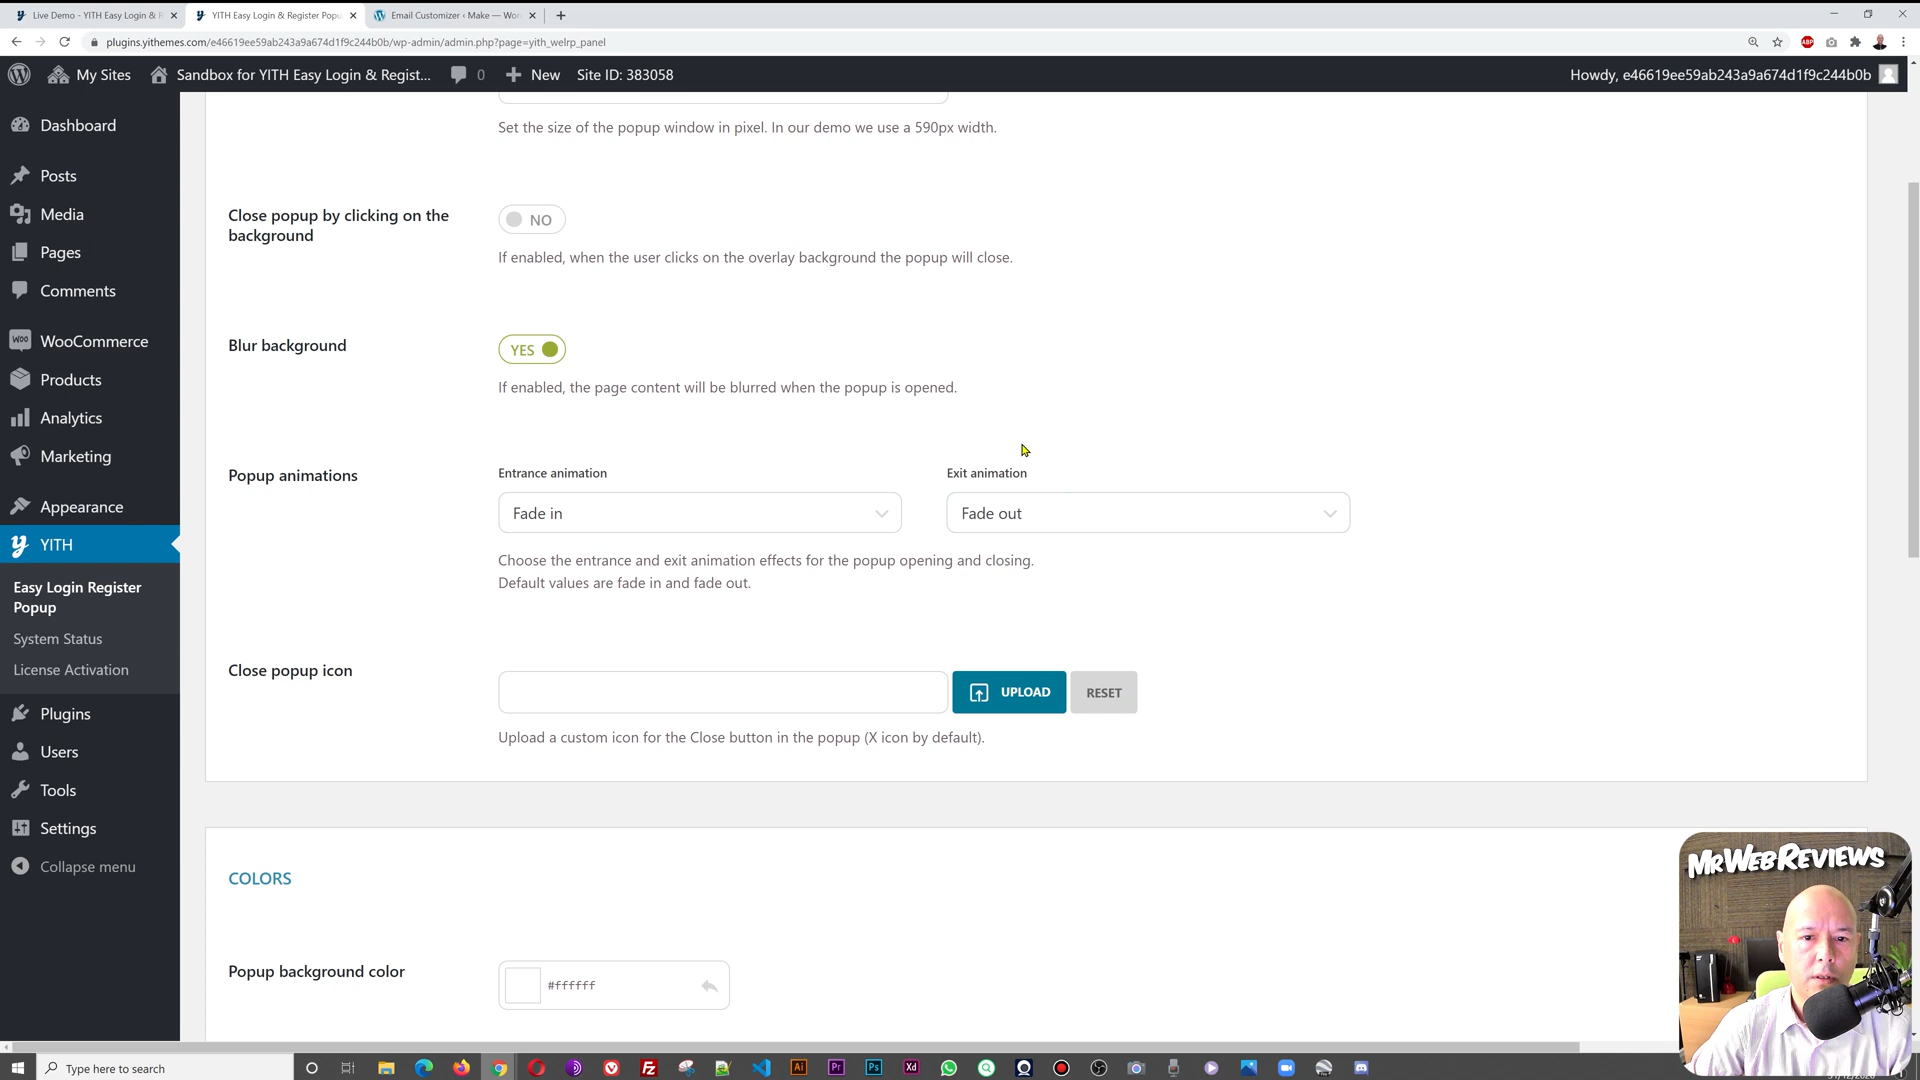 Live Demo - YITH Easy Login & R
YITH Easy Login & Register Popu
Email Customizer ‹ Make — Wor
plugins.yithemes.com/e46619ee59ab243a9a674d1f9c244b0b/wp-admin/admin.php?page=yith_welrp_panel
ABP
My Sites
Sandbox for YITH Easy Login & Regist...
0
New
Site ID: 383058
Howdy, e46619ee59ab243a9a674d1f9c244b0b
Dashboard
Posts
Media
Pages
Comments
WooCommerce
Products
Analytics
Marketing
Appearance
YITH
Easy Login Register
Popup
System Status
License Activation
Plugins
Users
Tools
Settings
Collapse menu
Set the size of the popup window in pixel. In our demo we use a 590px width.
Close popup by clicking on the
background
NO
If enabled, when the user clicks on the overlay background the popup will close.
Blur background
YES
If enabled, the page content will be blurred when the popup is opened.
Popup animations
Entrance animation
Exit animation
Fade in
Fade out
Choose the entrance and exit animation effects for the popup opening and closing.
Default values are fade in and fade out.
Close popup icon
UPLOAD
RESET
Upload a custom icon for the Close button in the popup (X icon by default).
COLORS
Popup background color
#ffffff
MrWebReviews
Type here to search